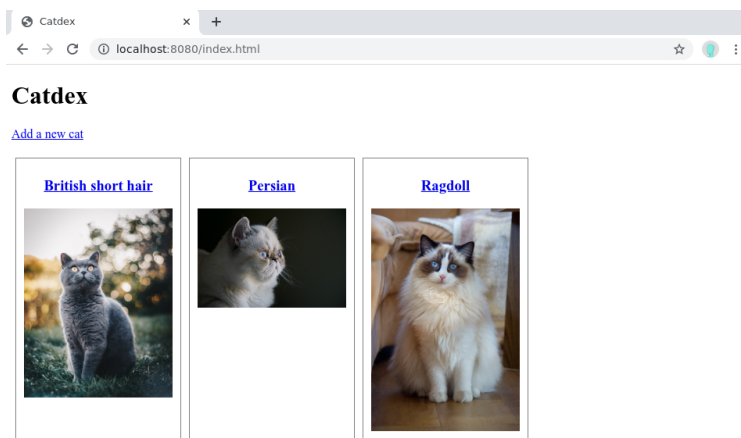 Catdex
localhost:8080/index.html
Catdex
Add a new cat
British short hair
Persian
Ragdoll